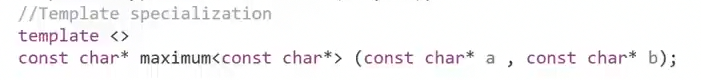 //Template specialization
template <>
const char* maximum<const char*> (const char* a , const char* b);